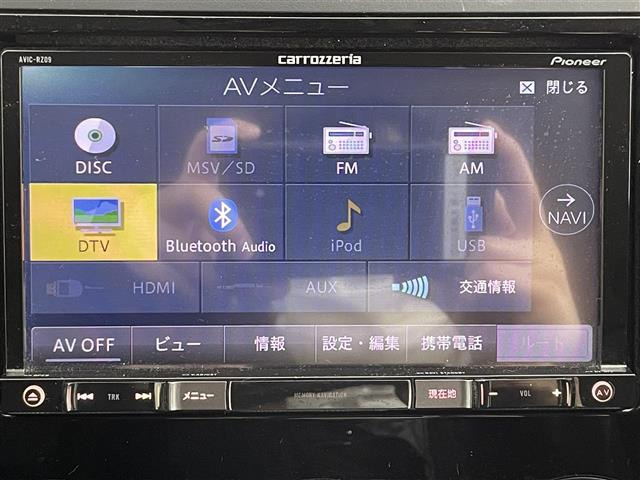 AVIC-RZ09 carrozzeria Pioneer
AVメニュー 閉じる
DISC MSV/SD FM AM
DTV Bluetooth Audio iPod USB NAVI
HDMI AUX 交通情報
AV OFF ビュー 情報 設定・編集 携帯電話 ルート
TRK メニュー MEMORY NAVIGATION 現在地 - VOL + AV